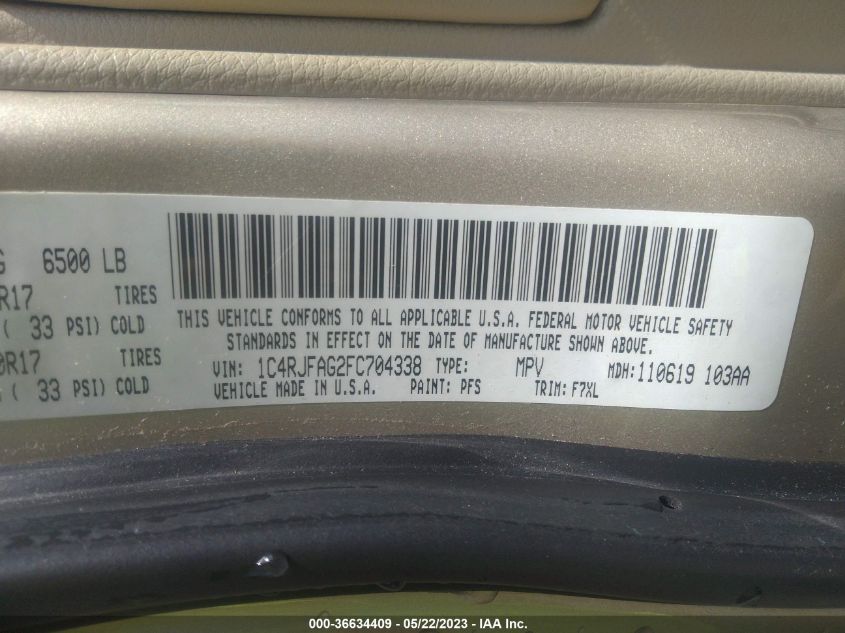 G 6500 LB
R17 TIRES
( 33 PSI) COLD
0R17 TIRES
G ( 33 PSI) COLD
THIS VEHICLE CONFORMS TO ALL APPLICABLE U.S.A. FEDERAL MOTOR VEHICLE SAFETY
STANDARDS IN EFFECT ON THE DATE OF MANUFACTURE SHOWN ABOVE.
VIN: 1C4RJFAG2FC704338 TYPE: MPV MDH:110619 103AA
VEHICLE MADE IN U.S.A. PAINT: PFS TRIM: F7XL
000-36634409 - 05/22/2023 - IAA Inc.